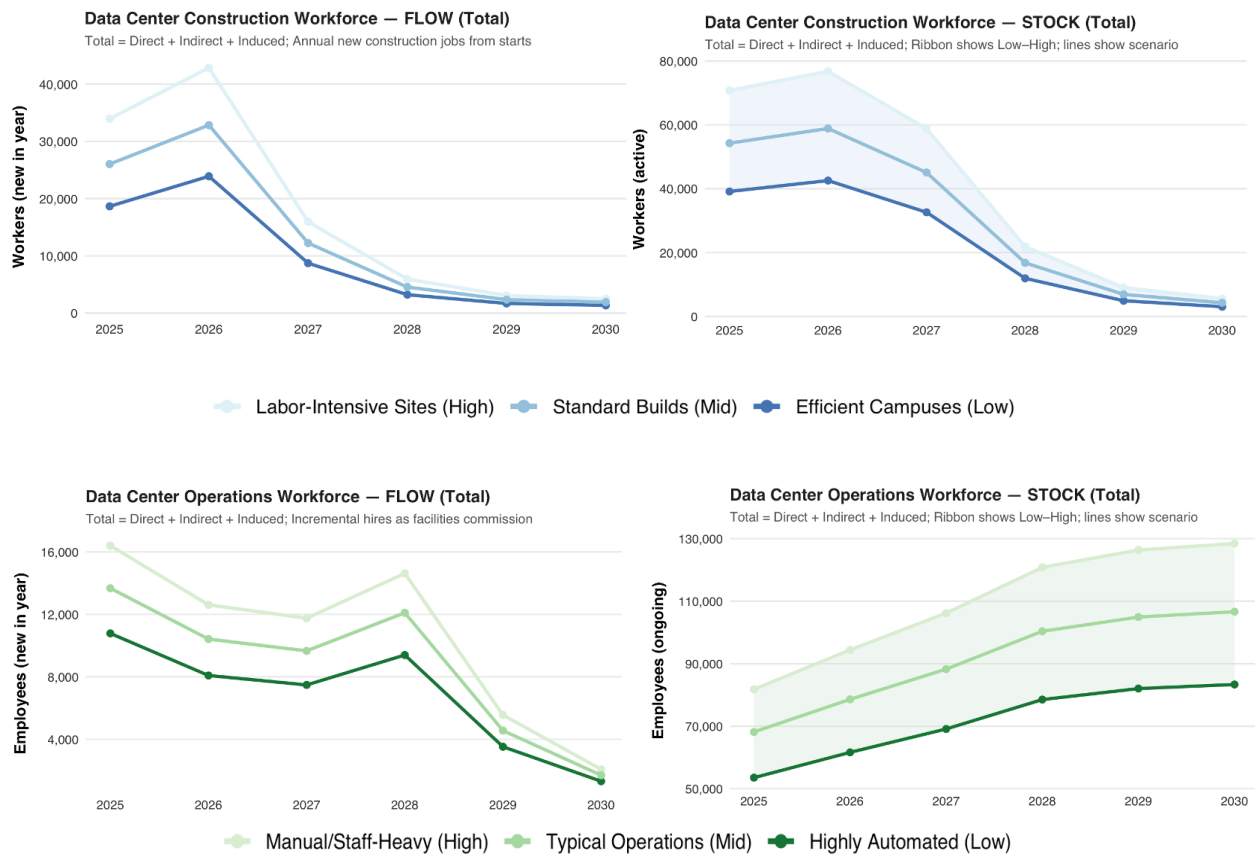 Data Center Construction Workforce — FLOW (Total)
Total = Direct + Indirect + Induced; Annual new construction jobs from starts
Workers (new in year)
40,000
30,000
20,000
10,000
0
2025 2026 2027 2028 2029 2030
Data Center Construction Workforce — STOCK (Total)
Total = Direct + Indirect + Induced; Ribbon shows Low–High; lines show scenario
Workers (active)
80,000
60,000
40,000
20,000
0
2025 2026 2027 2028 2029 2030
Labor-Intensive Sites (High) Standard Builds (Mid) Efficient Campuses (Low)
Data Center Operations Workforce — FLOW (Total)
Total = Direct + Indirect + Induced; Incremental hires as facilities commission
Employees (new in year)
16,000
12,000
8,000
4,000
2025 2026 2027 2028 2029 2030
Data Center Operations Workforce — STOCK (Total)
Total = Direct + Indirect + Induced; Ribbon shows Low–High; lines show scenario
Employees (ongoing)
130,000
110,000
90,000
70,000
50,000
2025 2026 2027 2028 2029 2030
Manual/Staff-Heavy (High) Typical Operations (Mid) Highly Automated (Low)